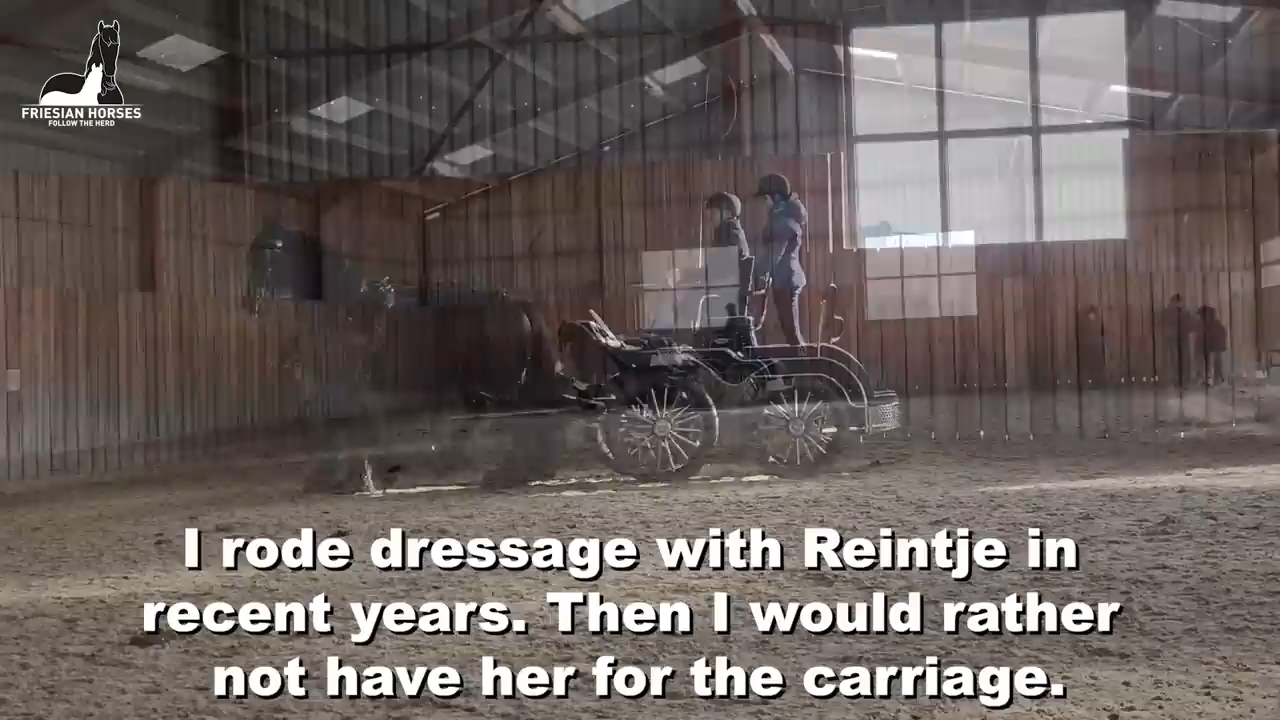 FRIESIAN HORSES
FOLLOW THE HERD
I rode dressage with Reintje in
recent years. Then I would rather
not have her for the carriage.